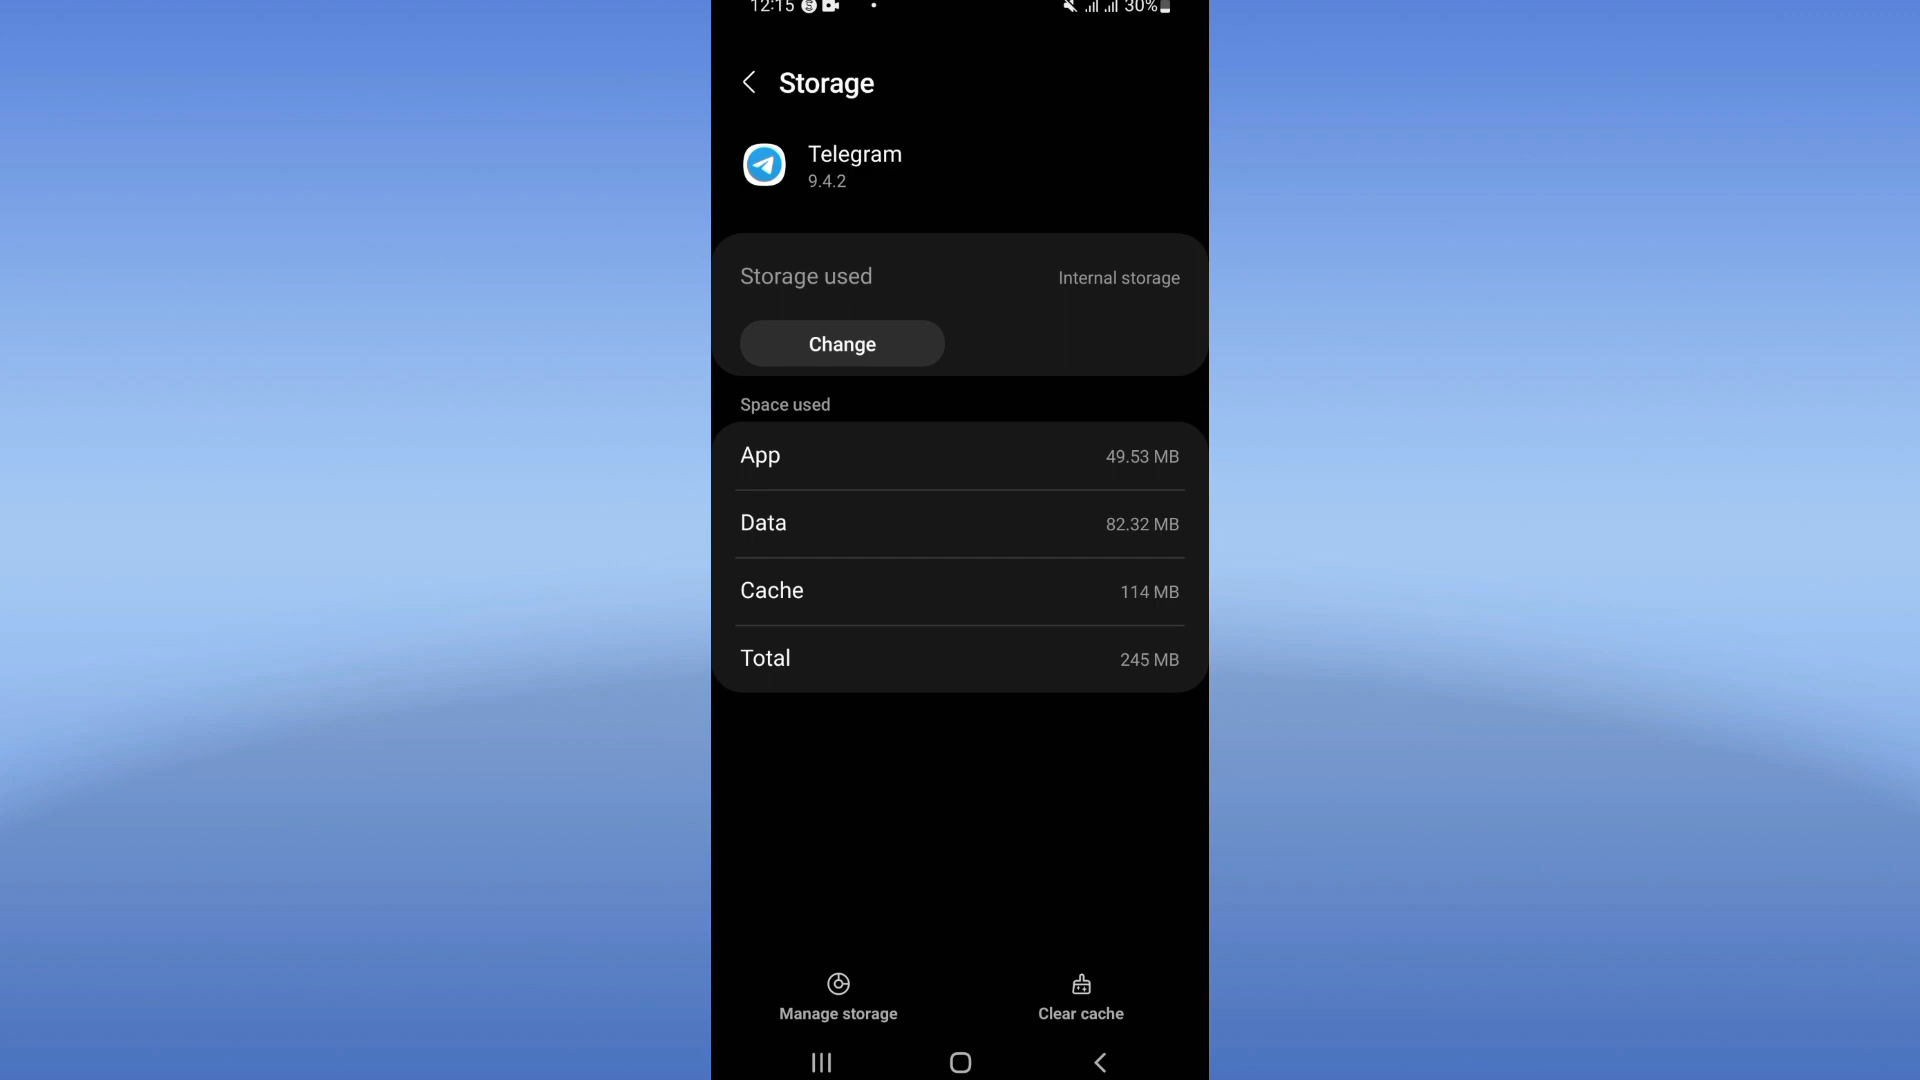 12:15 30%
Storage
Telegram
9.4.2
Storage used Internal storage
Change
Space used
App 49.53 MB
Data 82.32 MB
Cache 114 MB
Total 245 MB
Manage storage Clear cache